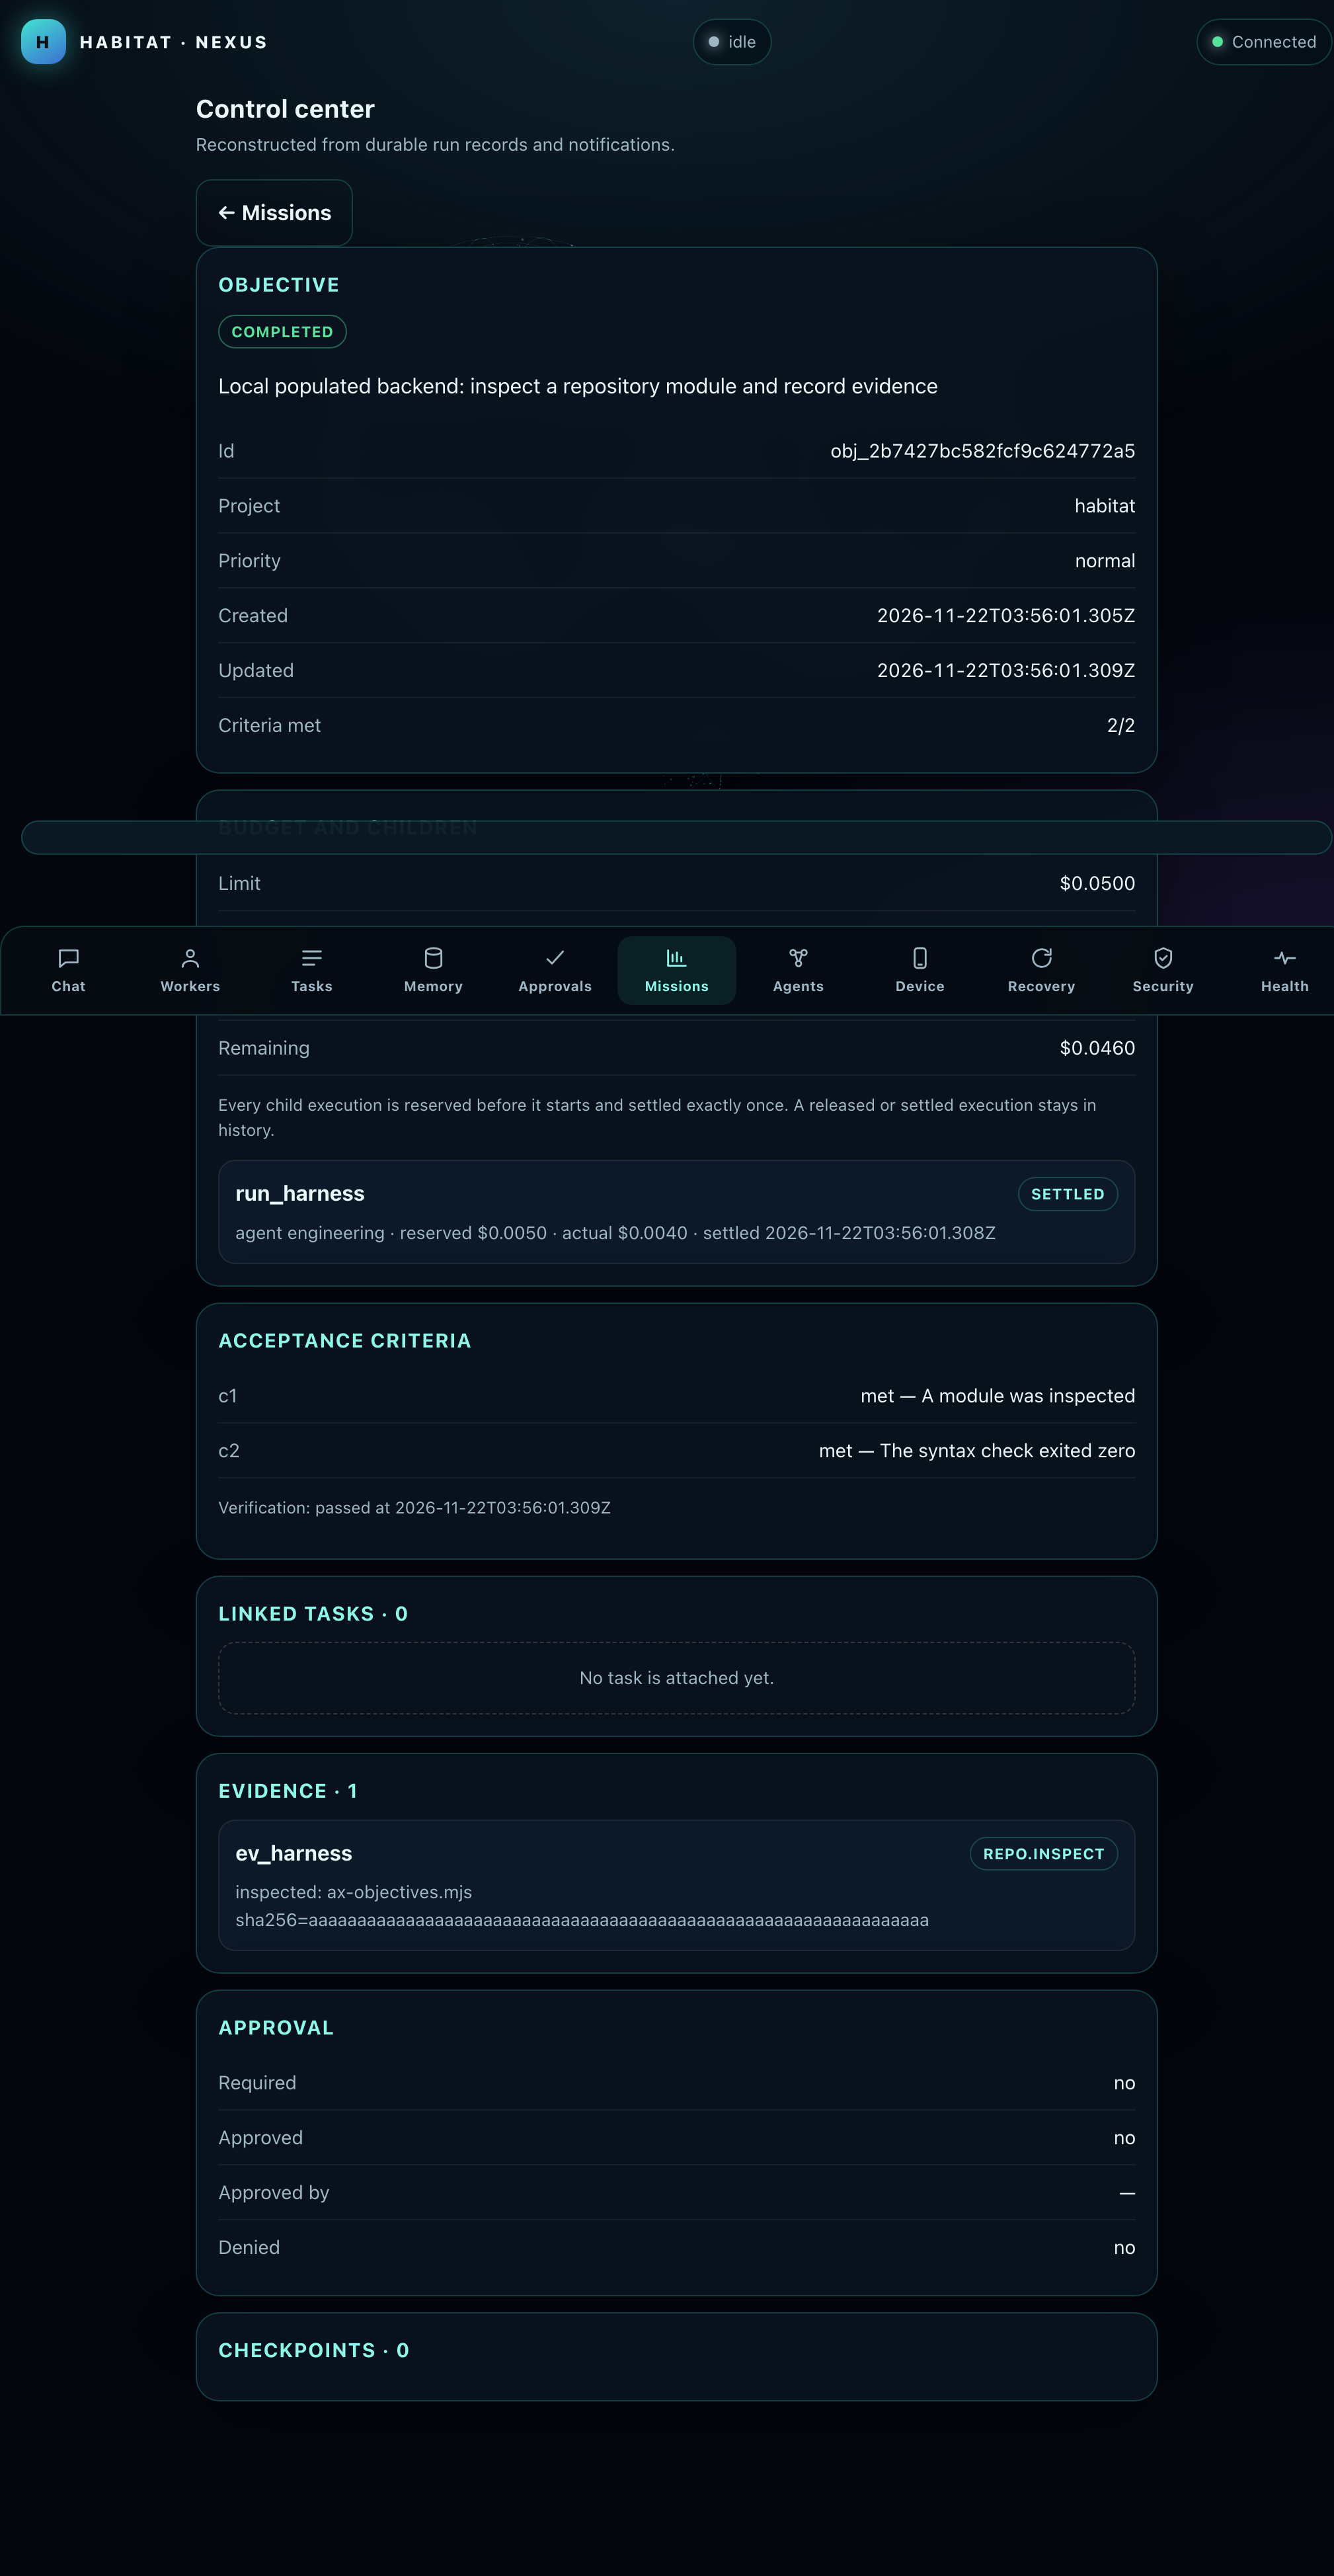 H HABITAT · NEXUS
idle
Connected
Control center
Reconstructed from durable run records and notifications.
← Missions
OBJECTIVE
COMPLETED
Local populated backend: inspect a repository module and record evidence
Id obj_2b7427bc582fcf9c624772a5
Project habitat
Priority normal
Created 2026-11-22T03:56:01.305Z
Updated 2026-11-22T03:56:01.309Z
Criteria met 2/2
BUDGET AND CHILDREN
Limit $0.0500
Chat Workers Tasks Memory Approvals Missions Agents Device Recovery Security Health
Remaining $0.0460
Every child execution is reserved before it starts and settled exactly once. A released or settled execution stays in
history.
run_harness SETTLED
agent engineering · reserved $0.0050 · actual $0.0040 · settled 2026-11-22T03:56:01.308Z
ACCEPTANCE CRITERIA
c1 met — A module was inspected
c2 met — The syntax check exited zero
Verification: passed at 2026-11-22T03:56:01.309Z
LINKED TASKS · 0
No task is attached yet.
EVIDENCE · 1
ev_harness REPO.INSPECT
inspected: ax-objectives.mjs
sha256=aaaaaaaaaaaaaaaaaaaaaaaaaaaaaaaaaaaaaaaaaaaaaaaaaaaaaaaaaaaaaaaa
APPROVAL
Required no
Approved no
Approved by —
Denied no
CHECKPOINTS · 0